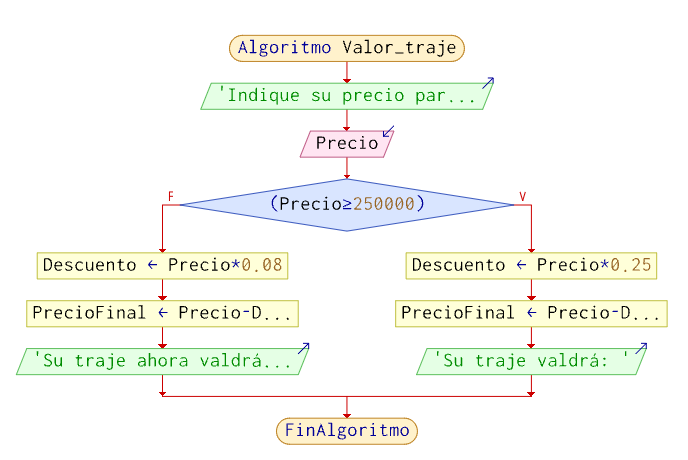 Algoritmo Valor_traje
'Indique su precio par...
Precio
F
V
(Precio≥250000)
Descuento ← Precio*0.08
Descuento ← Precio*0.25
PrecioFinal ← Precio-D...
PrecioFinal ← Precio-D...
'Su traje ahora valdrá...
'Su traje valdrá: '
FinAlgoritmo